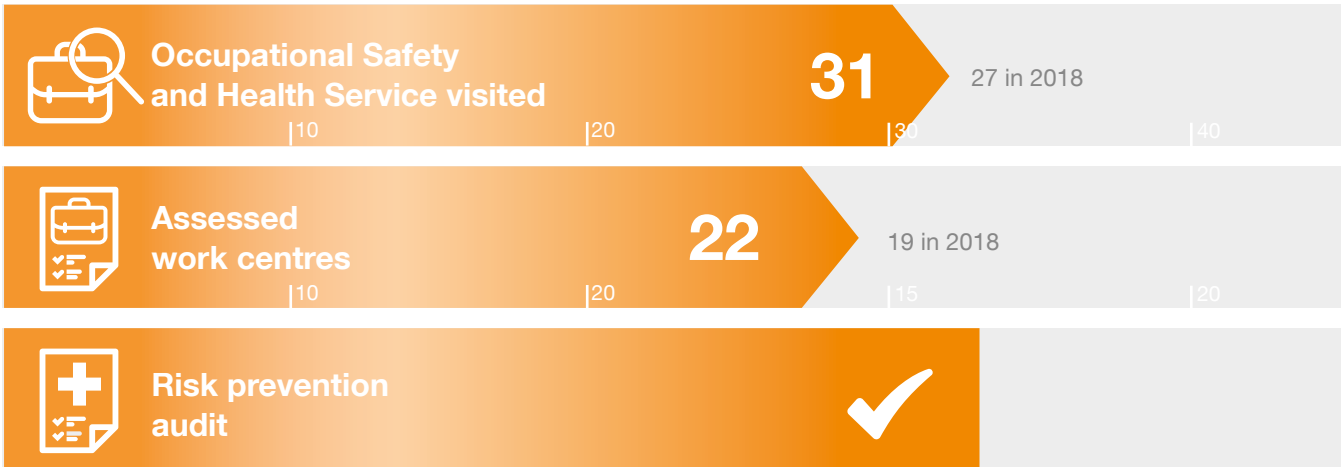 Occupational Safety
and Health Service visited
31
27 in 2018
10 20 30 40
Assessed
work centres
22
19 in 2018
10 20 15 20
Risk prevention
audit